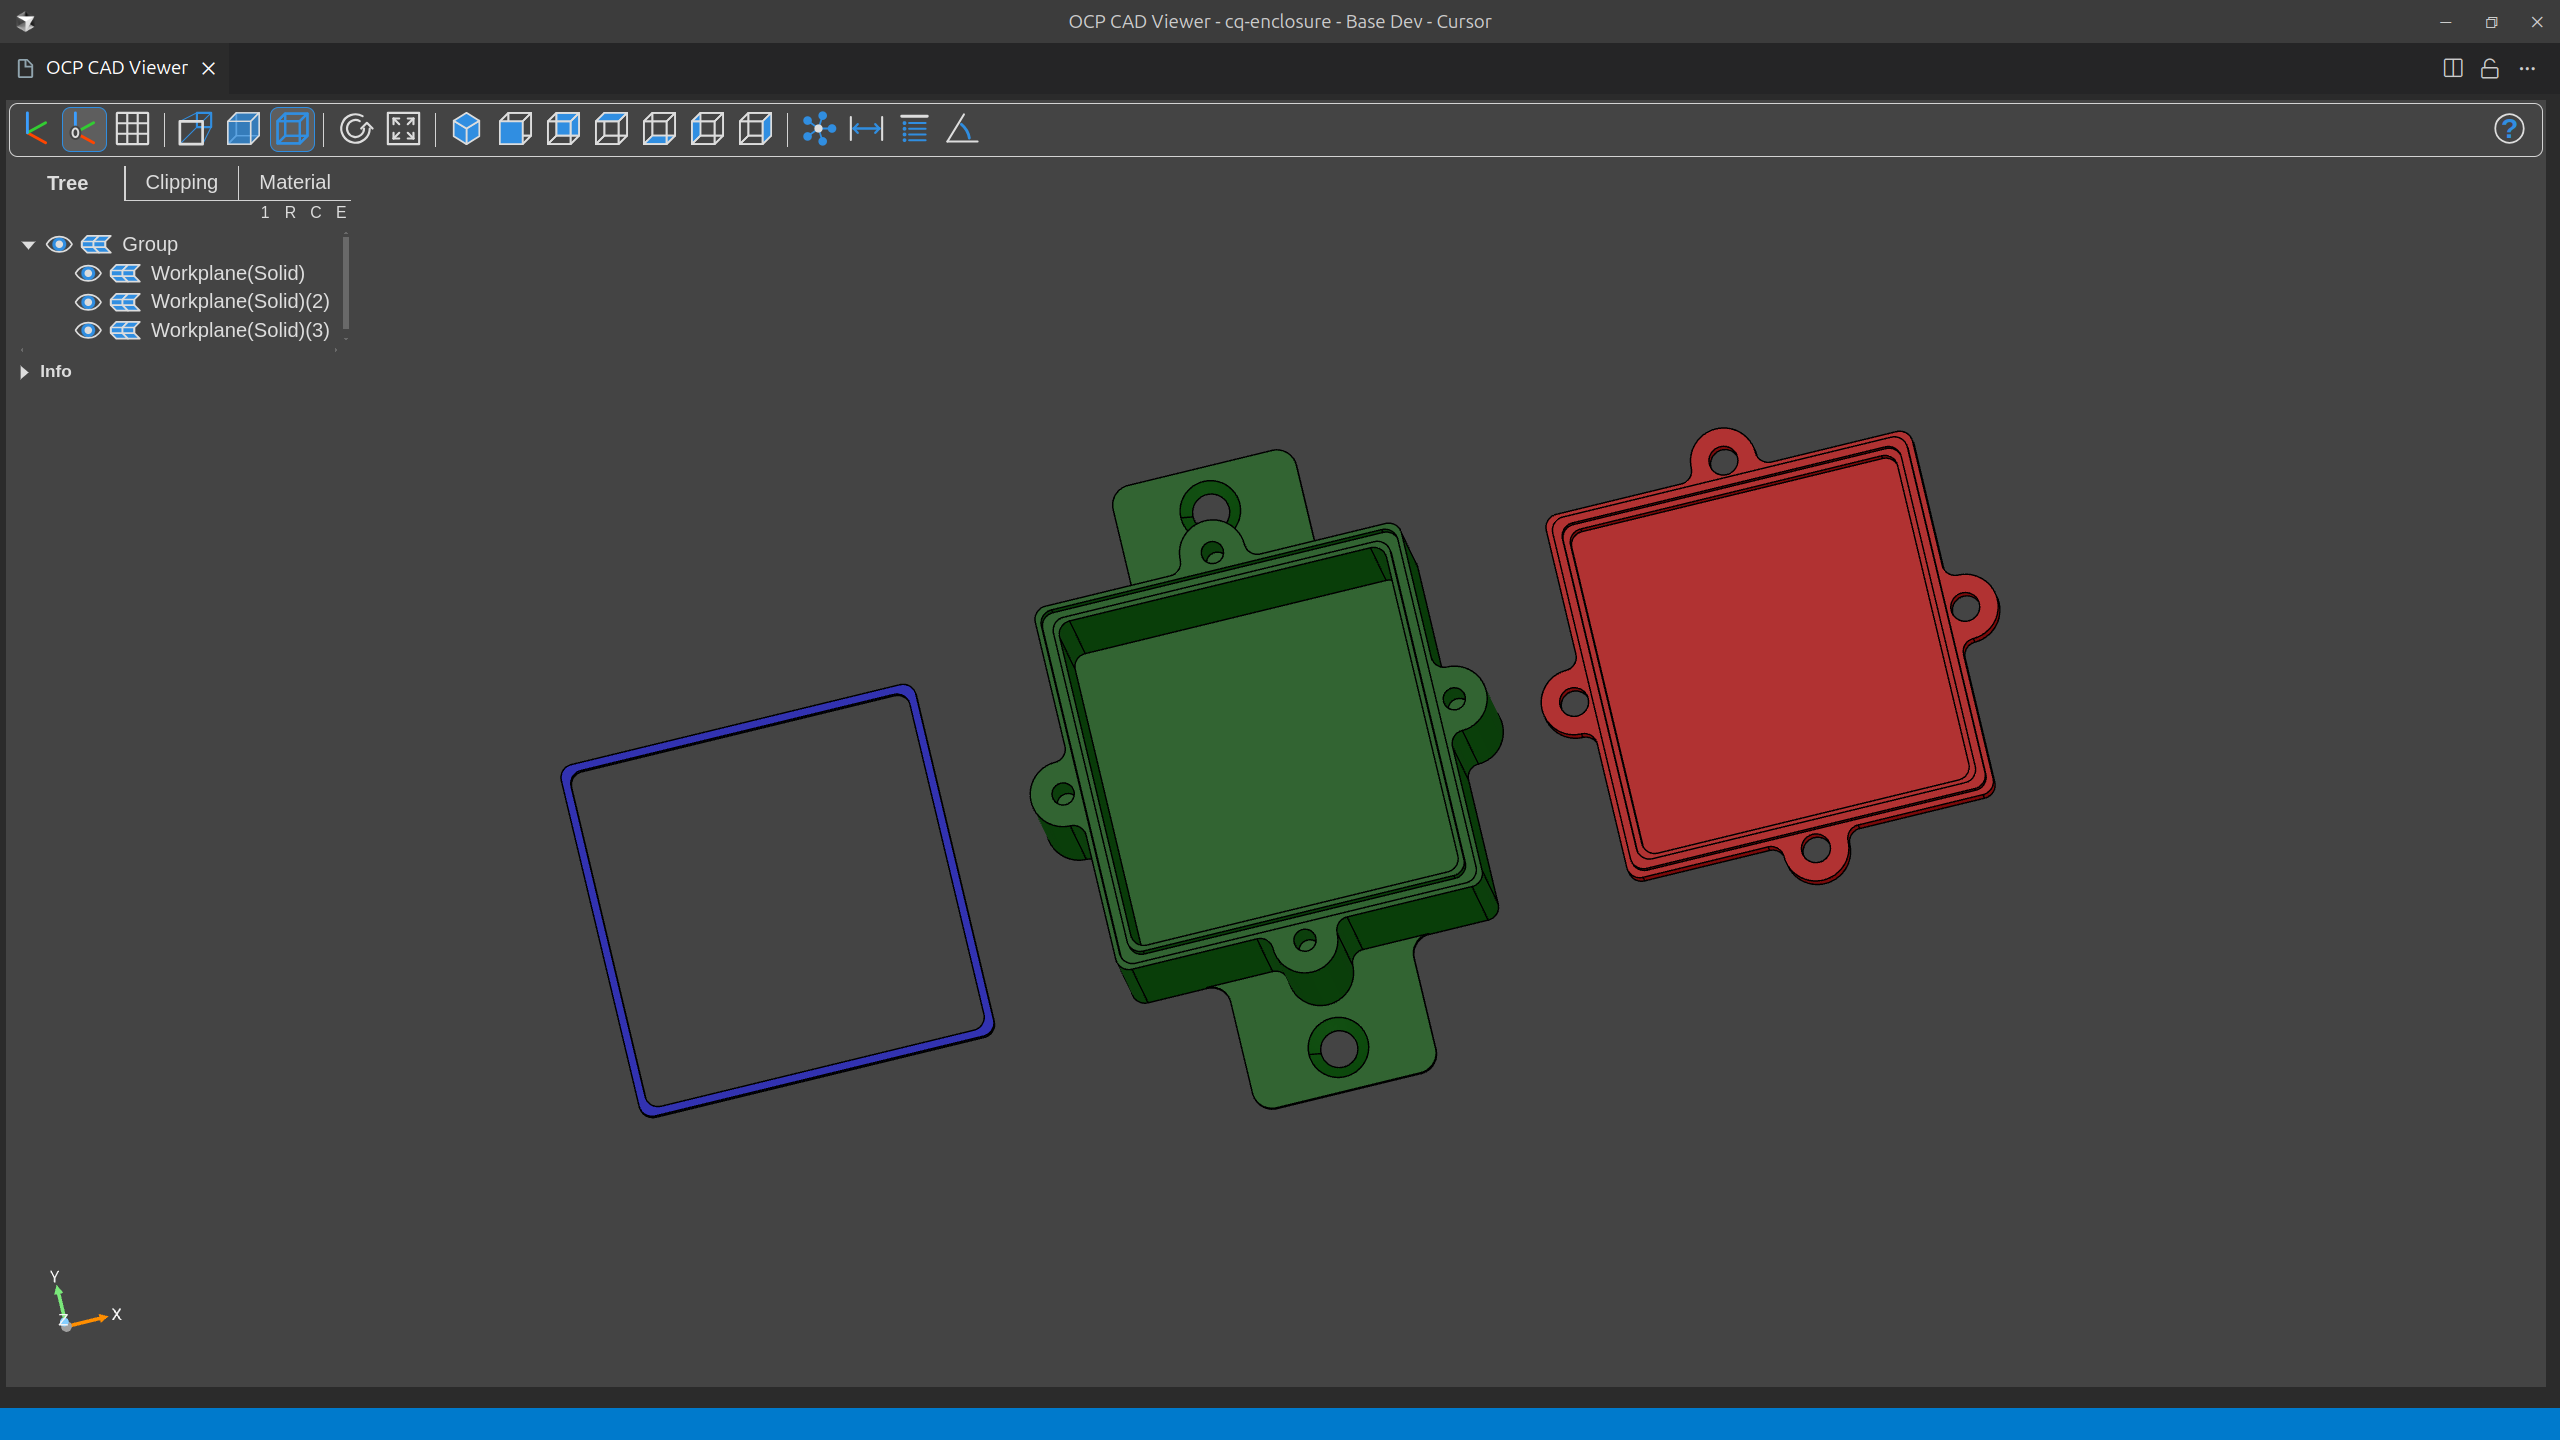 OCP CAD Viewer - cq-enclosure - Base Dev - Cursor
OCP CAD Viewer
0
?
Tree Clipping Material
1 R C E
Group
Workplane(Solid)
Workplane(Solid)(2)
Workplane(Solid)(3)
Info
Y
Z
X